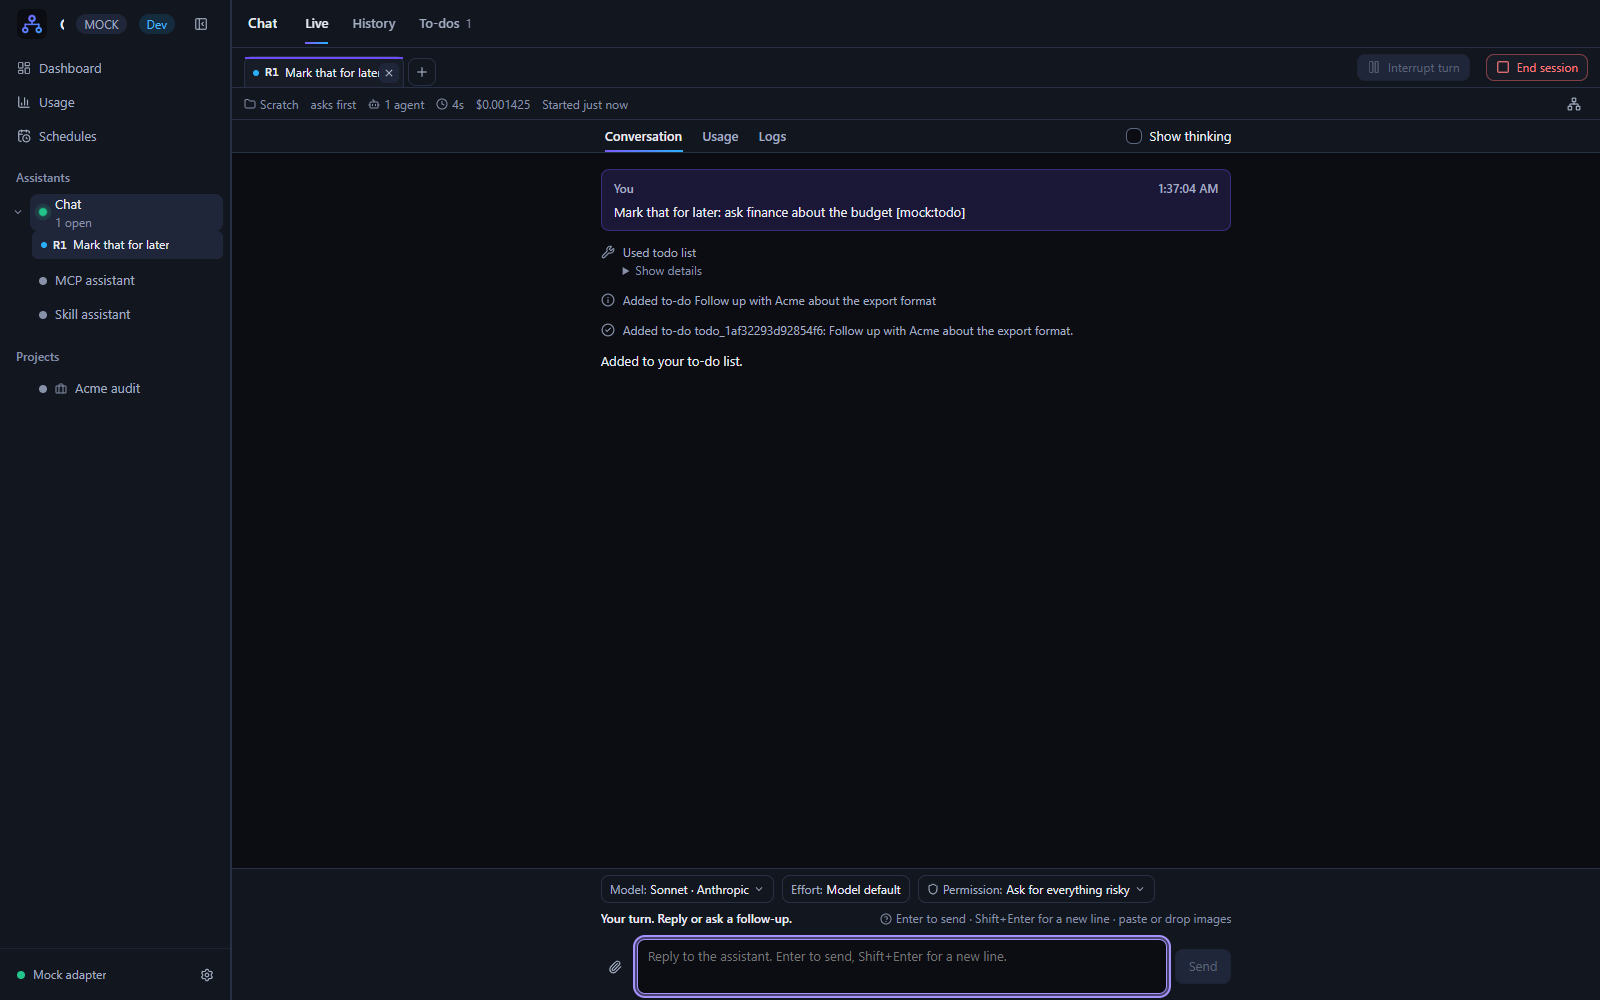 MOCK
Dev
Dashboard
Usage
Schedules
Assistants
Chat
1 open
R1 Mark that for later
MCP assistant
Skill assistant
Projects
Acme audit
Mock adapter
Chat
Live
History
To-dos 1
R1 Mark that for later
Interrupt turn
End session
Scratch
asks first
1 agent
4s
$0.001425
Started just now
Conversation
Usage
Logs
Show thinking
You
1:37:04 AM
Mark that for later: ask finance about the budget [mock:todo]
Used todo list
Show details
Added to-do Follow up with Acme about the export format
Added to-do todo_1af32293d92854f6: Follow up with Acme about the export format.
Added to your to-do list.
Model: Sonnet · Anthropic
Effort: Model default
Permission: Ask for everything risky
Your turn. Reply or ask a follow-up.
Enter to send · Shift+Enter for a new line · paste or drop images
Reply to the assistant. Enter to send, Shift+Enter for a new line.
Send